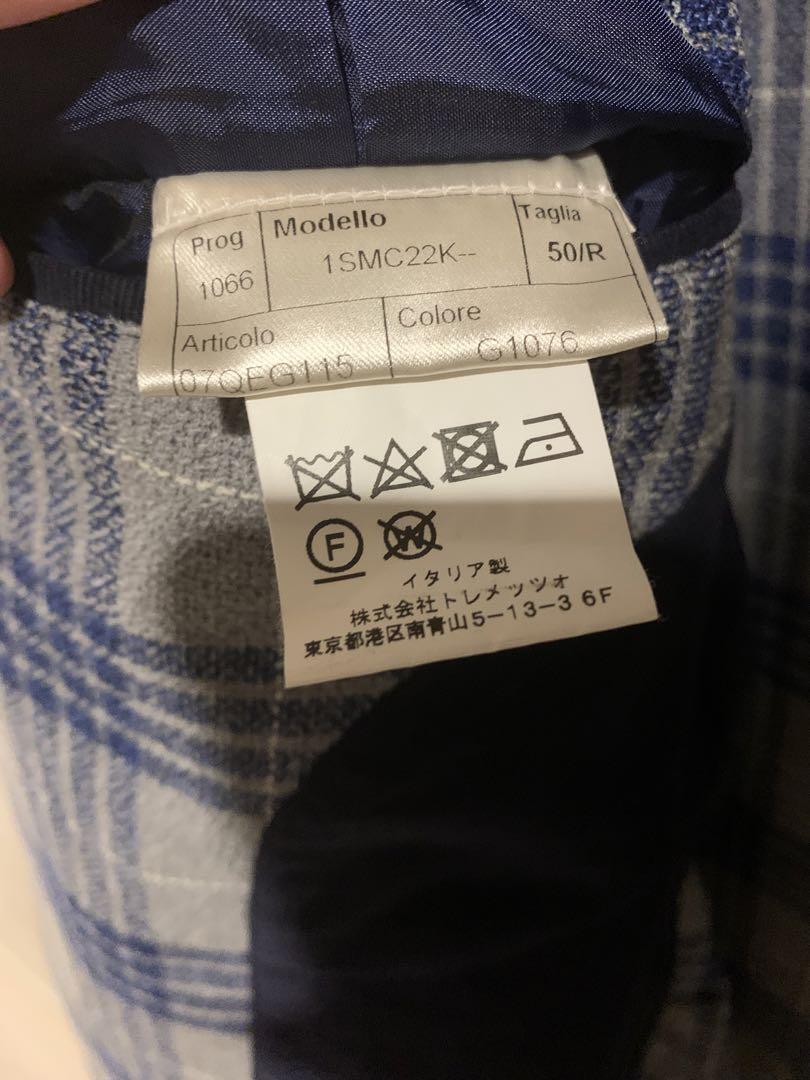 Prog
Modello
Taglia
1066
1SMC22K--
50/R
Articolo
Colore
07QEG115
G1076
F
W
イタリア製
株式会社トレメッツォ
東京都港区南青山5−13−3 6F